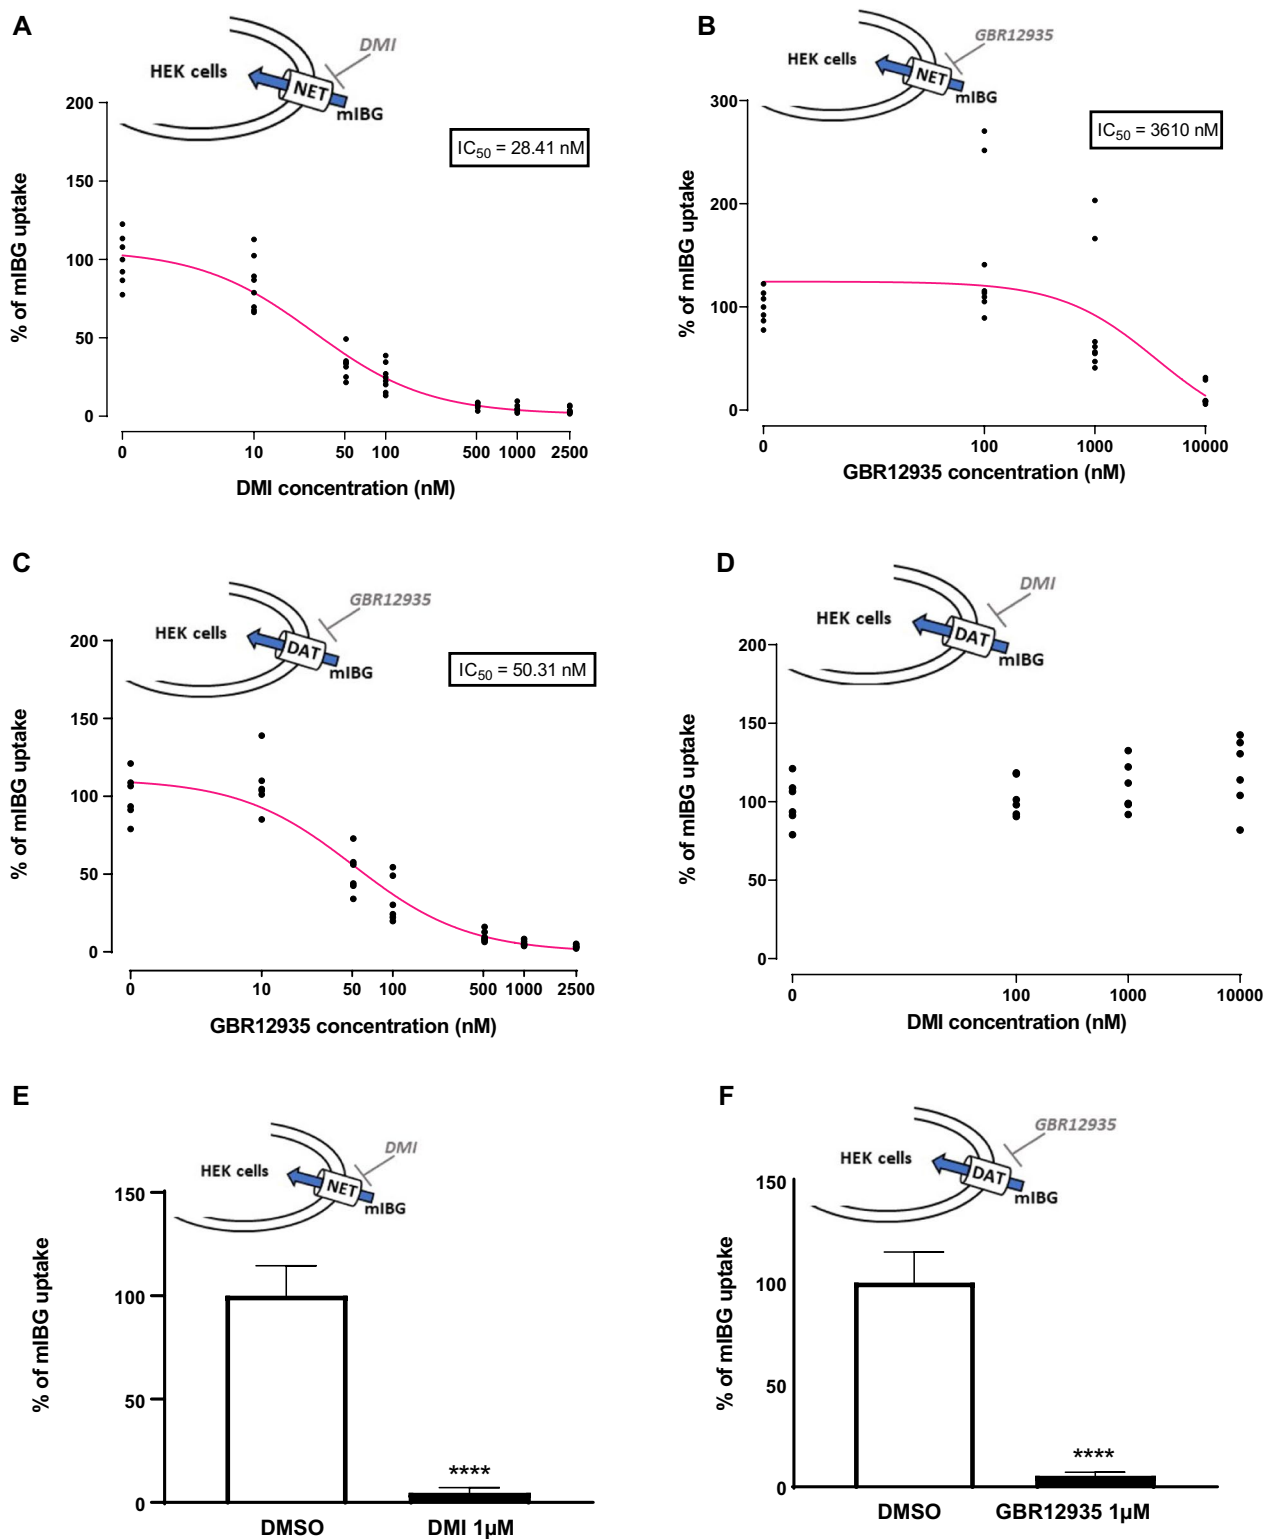 A
DMI
HEK cells
NET
mIBG
IC50 = 28.41 nM
% of mIBG uptake
200
150
100
50
0
0 10 50 100 500 1000 2500
DMI concentration (nM)
B
GBR12935
HEK cells
NET
mIBG
IC50 = 3610 nM
% of mIBG uptake
300
200
100
0
0 100 1000 10000
GBR12935 concentration (nM)
C
GBR12935
HEK cells
DAT
mIBG
IC50 = 50.31 nM
% of mIBG uptake
200
150
100
50
0
0 10 50 100 500 1000 2500
GBR12935 concentration (nM)
D
DMI
HEK cells
DAT
mIBG
% of mIBG uptake
200
150
100
50
0
0 100 1000 10000
DMI concentration (nM)
E
DMI
HEK cells
NET
mIBG
% of mIBG uptake
150
100
50
0
****
DMSO DMI 1µM
F
GBR12935
HEK cells
DAT
mIBG
% of mIBG uptake
150
100
50
0
****
DMSO GBR12935 1µM